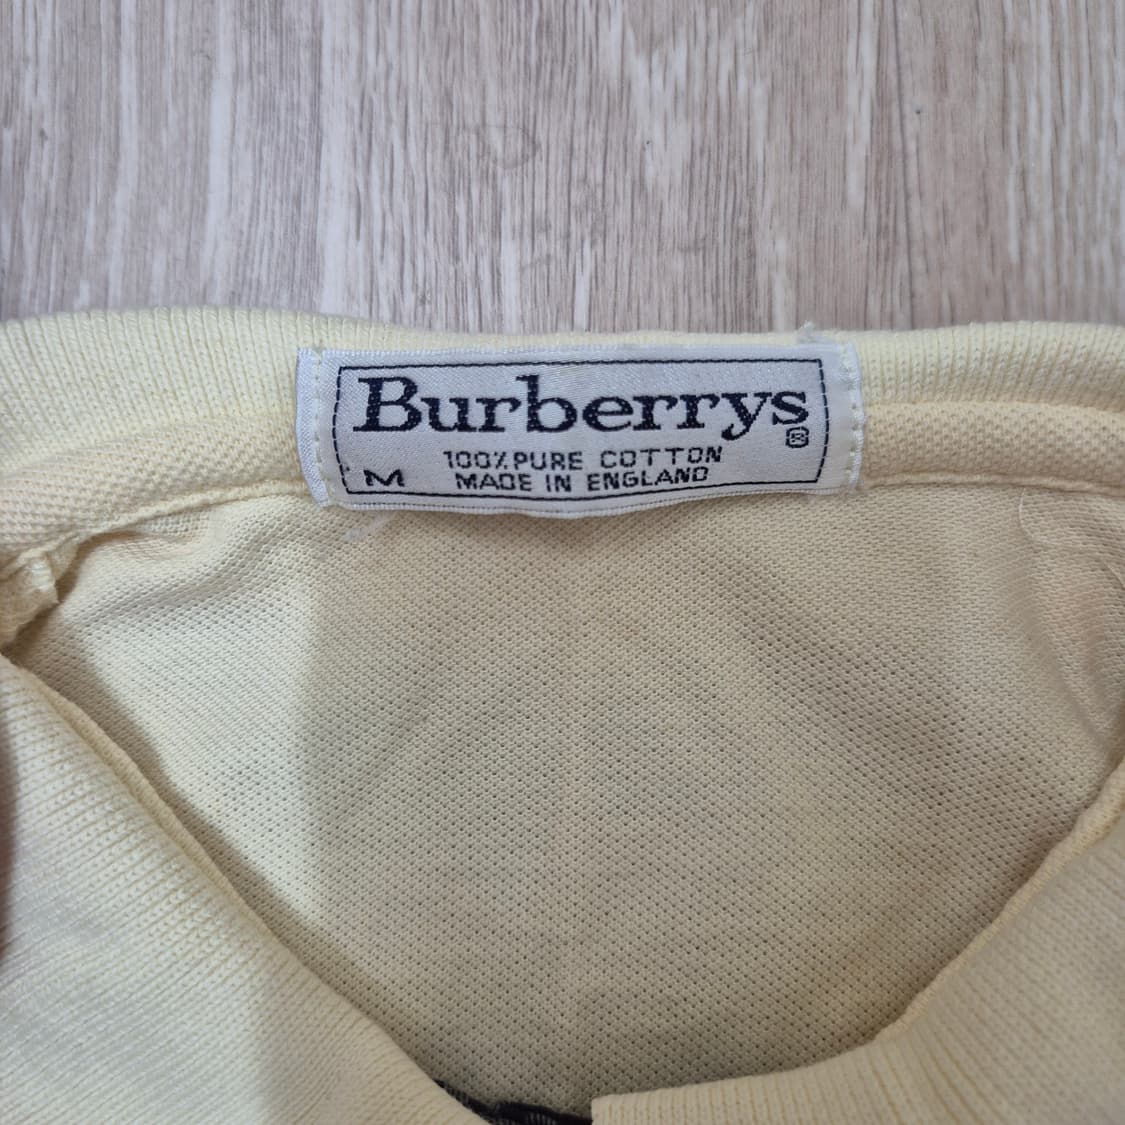 Burberrys®
100% PURE COTTON
M MADE IN ENGLAND